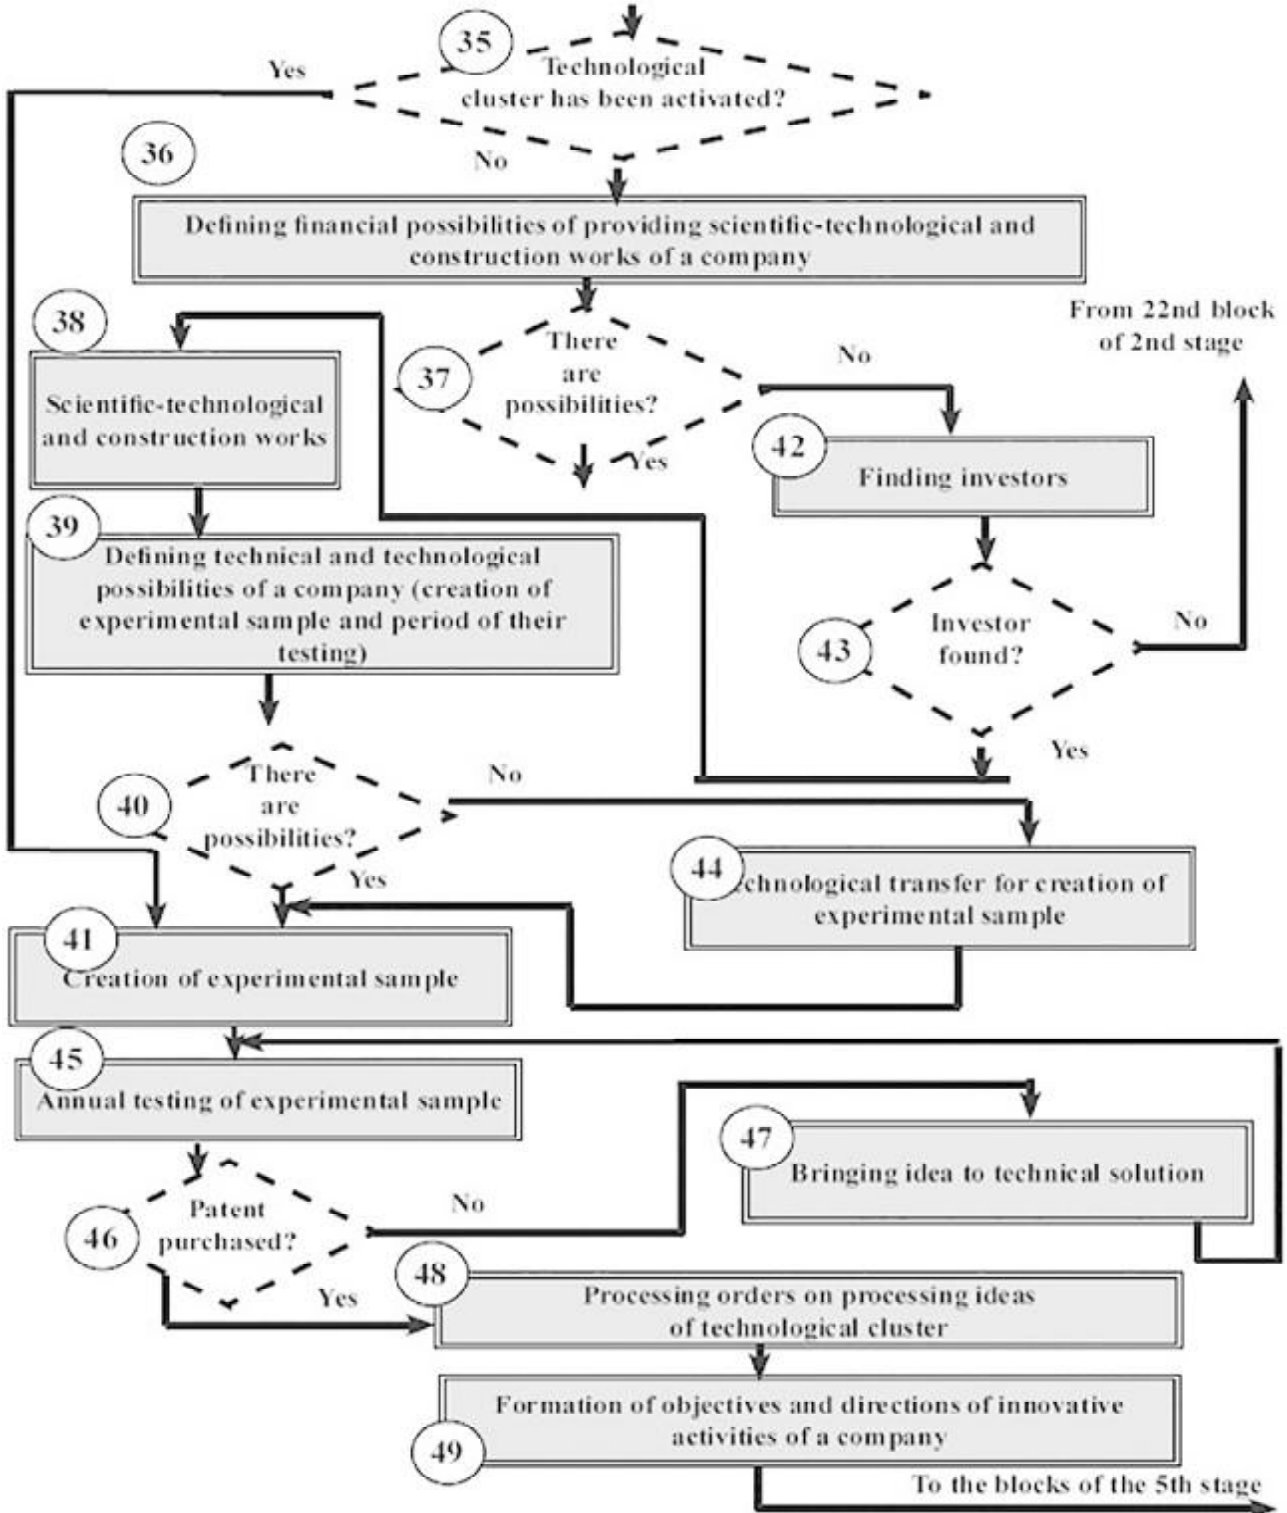 35
Technological
cluster has been activated?
Yes
No
36
Defining financial possibilities of providing scientific-technological and
construction works of a company
38
Scientific-technological
and construction works
37
There
are
possibilities?
No
Yes
From 22nd block
of 2nd stage
42
Finding investors
39
Defining technical and technological
possibilities of a company (creation of
experimental sample and period of their
testing)
43
Investor
found?
No
Yes
40
There
are
possibilities?
No
Yes
44
echnological transfer for creation of
experimental sample
41
Creation of experimental sample
45
Annual testing of experimental sample
46
Patent
purchased?
No
Yes
47
Bringing idea to technical solution
48
Processing orders on processing ideas
of technological cluster
49
Formation of objectives and directions of innovative
activities of a company
To the blocks of the 5th stage